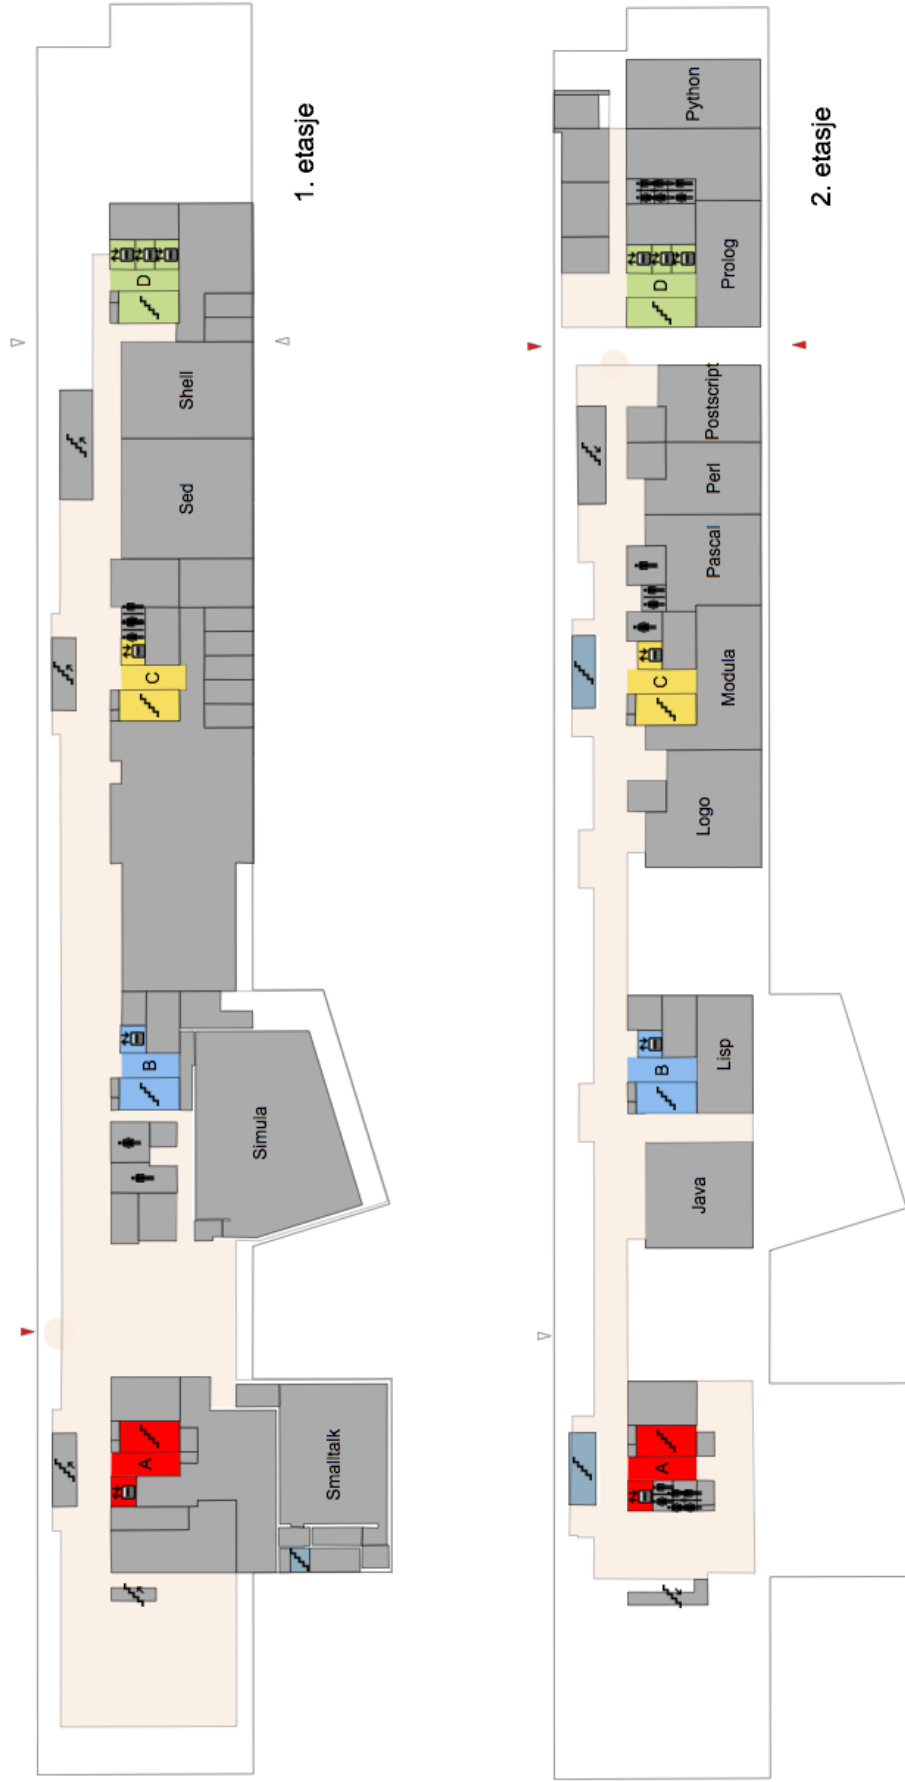 1. etasje
D
Shell
Sed
C
B
Simula
A
Smalltalk
2. etasje
Python
D
Prolog
Postscript
Perl
Pascal
C
Modula
Logo
B
Lisp
Java
A